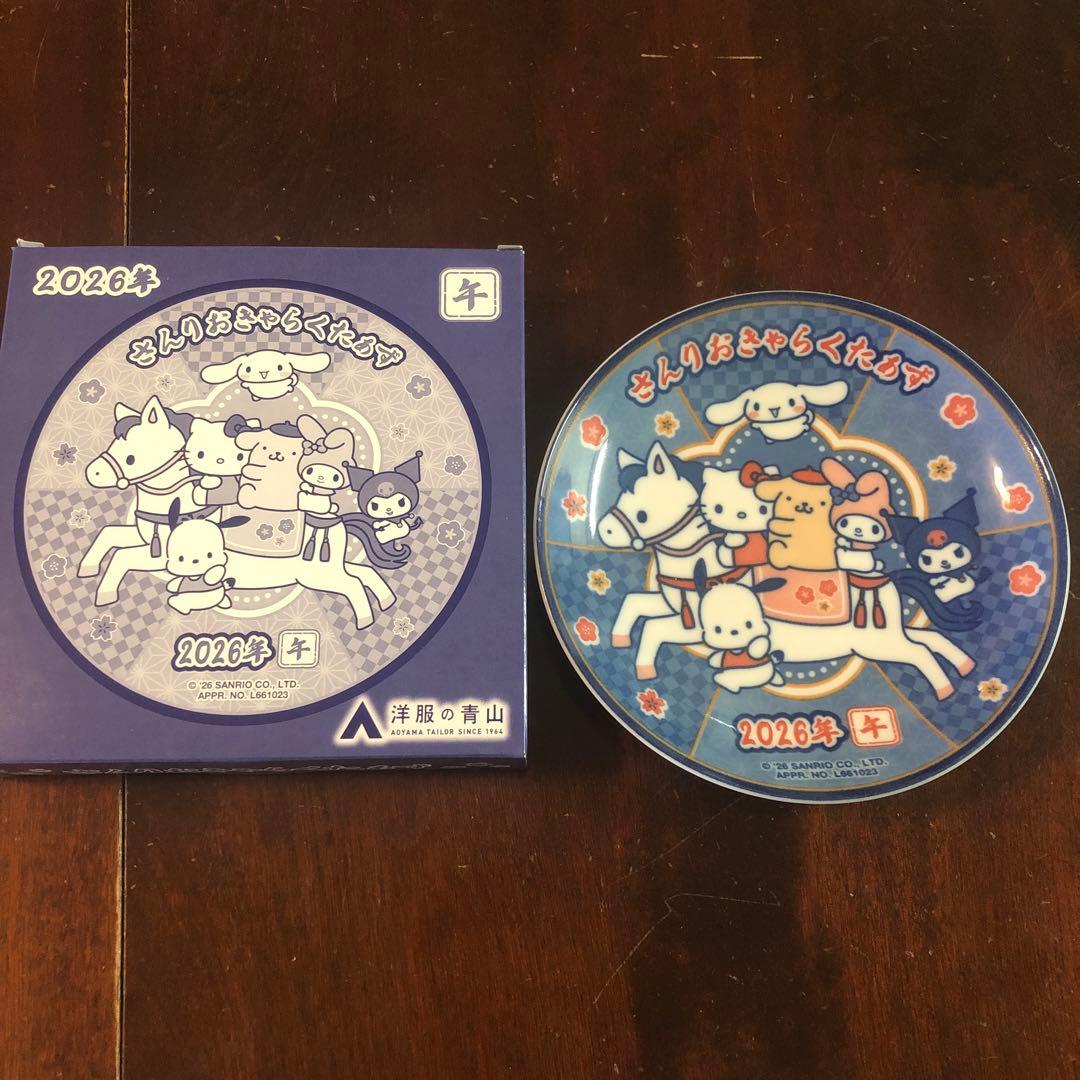 2026年
午
さんりおきゃらくたあず
2026年 午
© '26 SANRIO CO., LTD.
APPR. NO. L661023
洋服の青山
AOYAMA TAILOR SINCE 1964
さんりおきゃらくたあず
2026年 午
© '26 SANRIO CO., LTD.
APPR. NO. L661023